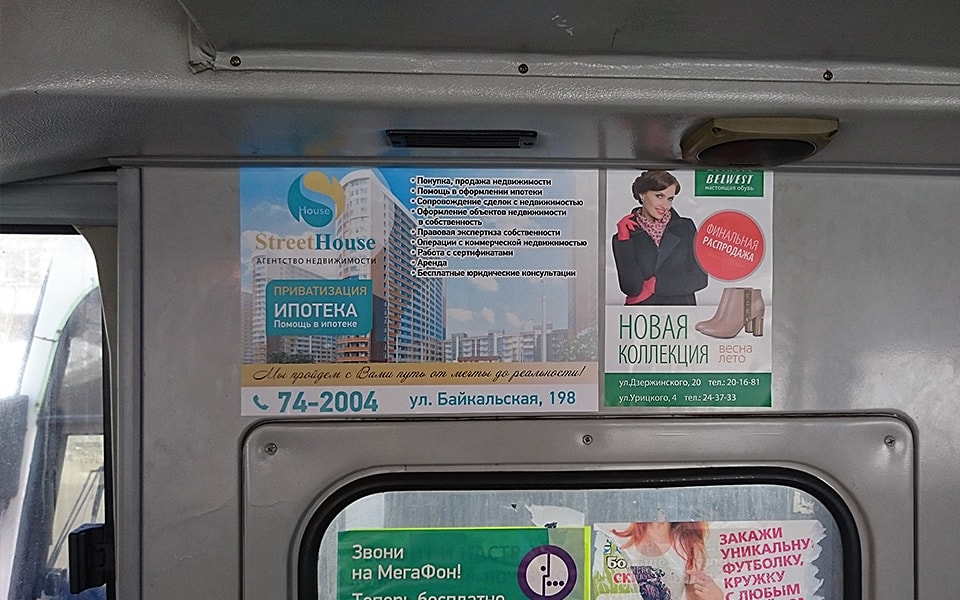 House
StreetHouse
АГЕНТСТВО НЕДВИЖИМОСТИ
ПРИВАТИЗАЦИЯ
ИПОТЕКА
Помощь в ипотеке
• Покупка, продажа недвижимости
• Помощь в оформлении ипотеки
• Сопровождение сделок с недвижимостью
• Оформление объектов недвижимости
в собственность
• Правовая экспертиза собственности
• Операции с коммерческой недвижимостью
• Работа с сертификатами
• Аренда
• Бесплатные юридические консультации
Мы пройдем с Вами путь от мечты до реальности!
74-2004 ул. Байкальская, 198
BELWEST
настоящая обувь
ФИНАЛЬНАЯ
РАСПРОДАЖА
НОВАЯ
КОЛЛЕКЦИЯ
весна
лето
ул.Дзержинского, 20 тел.: 20-16-81
ул.Урицкого, 4 тел.: 24-37-33
Звони
на МегаФон!
Теперь бесплатно
ЗАКАЖИ
УНИКАЛЬНУ
ФУТБОЛКУ,
КРУЖКУ
С ЛЮБЫМ